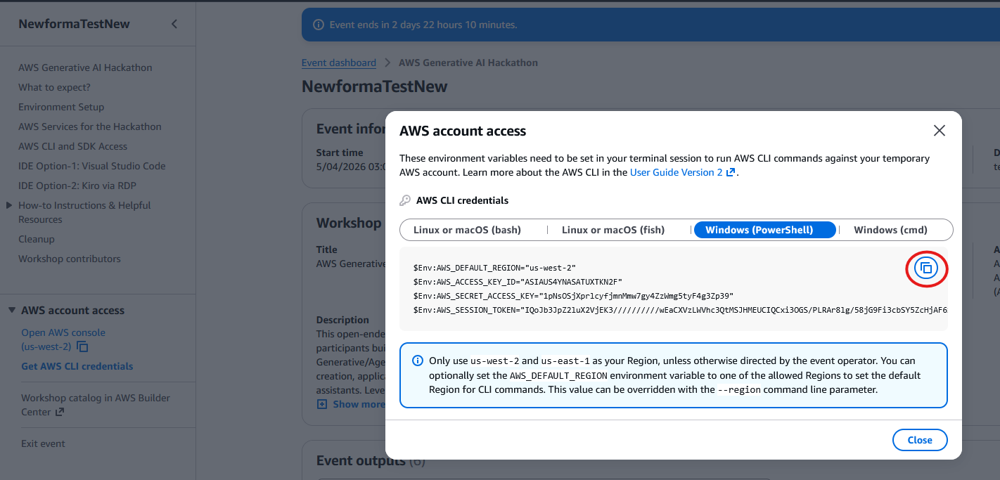 NewformaTestNew
AWS Generative AI Hackathon
What to expect?
Environment Setup
AWS Services for the Hackathon
AWS CLI and SDK Access
IDE Option-1: Visual Studio Code
IDE Option-2: Kiro via RDP
How-to Instructions & Helpful
Resources
Cleanup
Workshop contributors
AWS account access
Open AWS console
(us-west-2)
Get AWS CLI credentials
Workshop catalog in AWS Builder
Center
Exit event
Event ends in 2 days 22 hours 10 minutes.
Event dashboard > AWS Generative AI Hackathon
NewformaTestNew
Event infor
Start time
5/04/2026 03:0
Workshop
Title
AWS Generative
Description
This open-ende
participants bui
Generative/Age
creation, applica
assistants. Leve
Show more
Event outputs (6)
AWS account access
These environment variables need to be set in your terminal session to run AWS CLI commands against your temporary
AWS account. Learn more about the AWS CLI in the User Guide Version 2.
AWS CLI credentials
Linux or macOS (bash) | Linux or macOS (fish) | Windows (PowerShell) | Windows (cmd)
$Env:AWS_DEFAULT_REGION="us-west-2"
$Env:AWS_ACCESS_KEY_ID="ASIAUS4YNASATUXTKN2F"
$Env:AWS_SECRET_ACCESS_KEY="1pNsOSjXprlcyfjmnMmw7gy4ZzWmg5tyF4g3Zp39"
$Env:AWS_SESSION_TOKEN="IQoJb3JpZ2luX2VjEK3//////////wEaCXVzLWVhc3QtMSJHMEUCIQCxi3OGS/PLRAr8lg/58jG9Fi3cbSY5ZcHjAF6
Only use us-west-2 and us-east-1 as your Region, unless otherwise directed by the event operator. You can
optionally set the AWS_DEFAULT_REGION environment variable to one of the allowed Regions to set the default
Region for CLI commands. This value can be overridden with the --region command line parameter.
Close